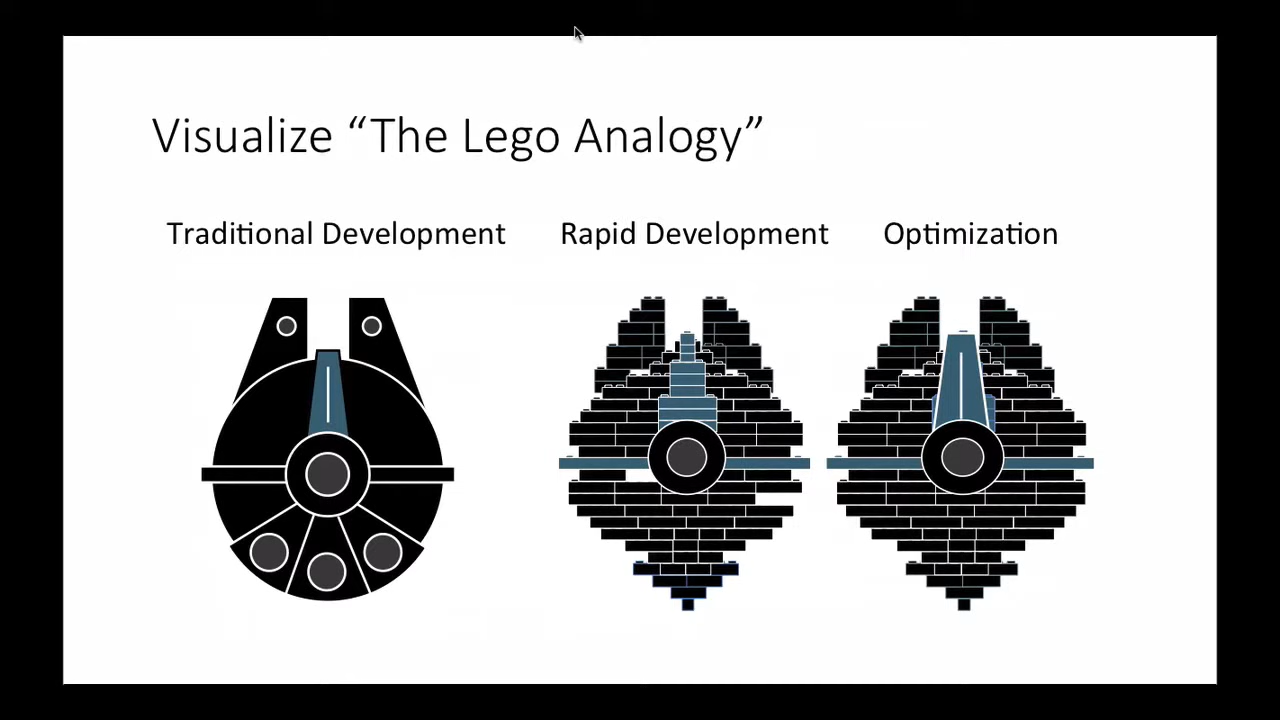 Visualize “The Lego Analogy”
Traditional Development
Rapid Development
Optimization